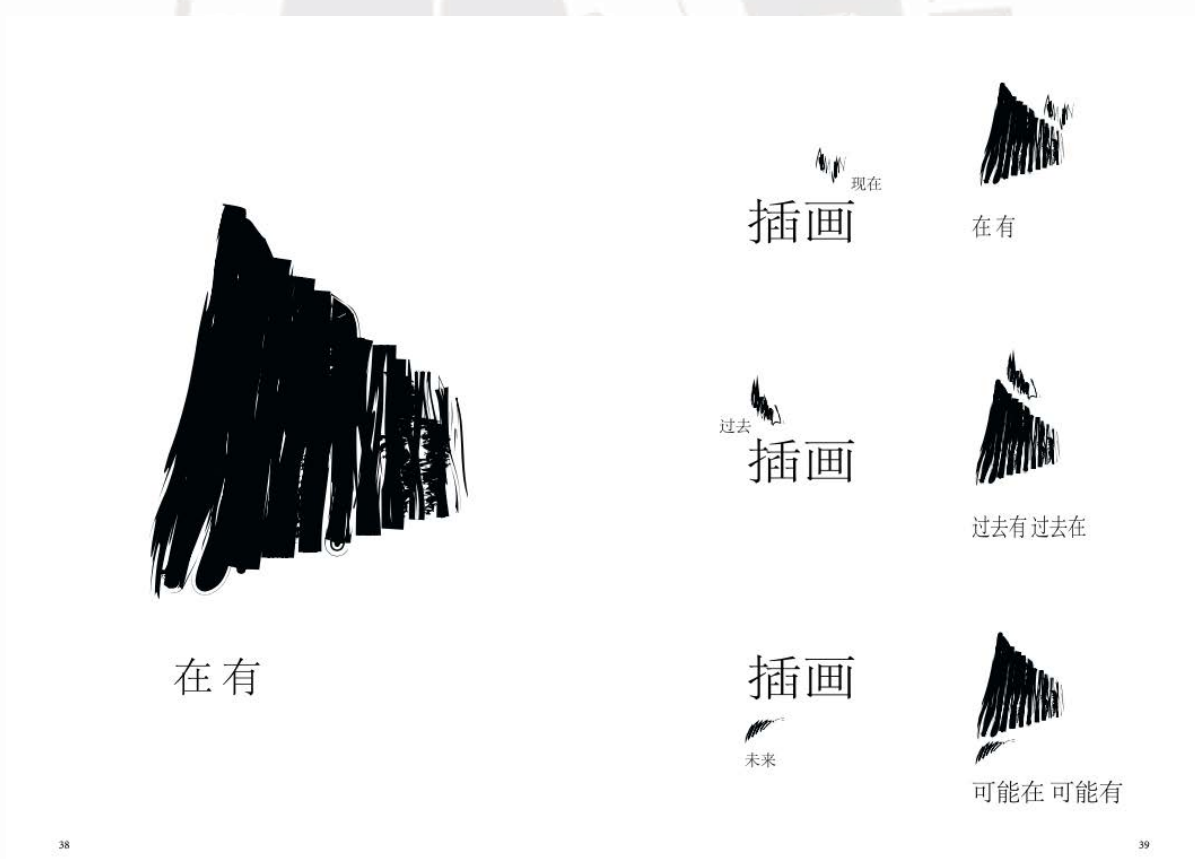 在 有
38
现在
插画
在 有
过去
插画
过去有 过去在
插画
未来
可能在 可能有
39